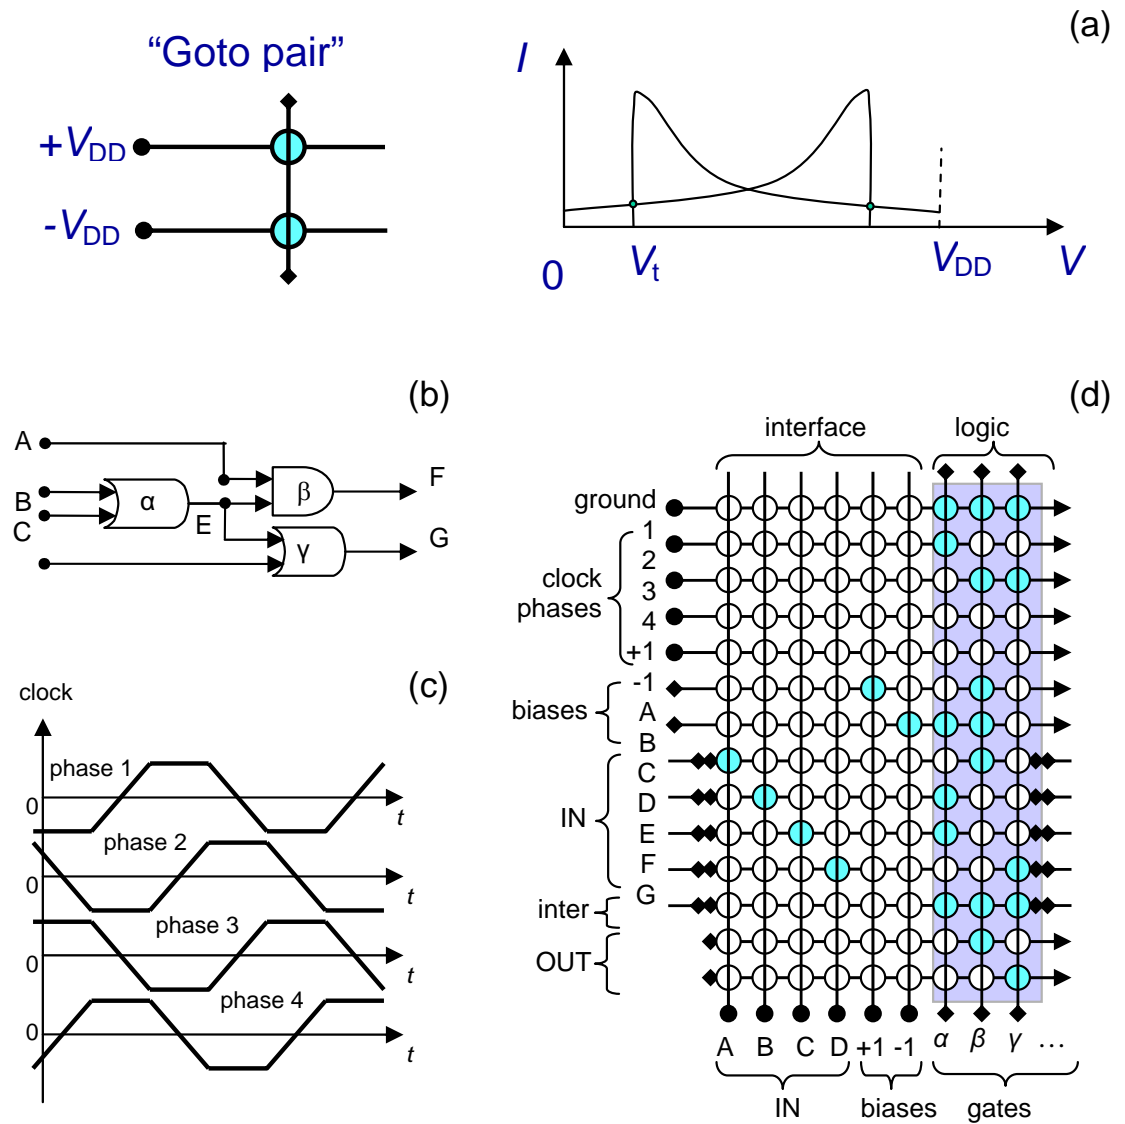 (a)
“Goto pair”
+VDD
-VDD
I
0
Vt
VDD
V
(b)
A
B
C
α
E
β
γ
F
G
(c)
clock
phase 1
0
t
phase 2
0
t
phase 3
0
t
phase 4
0
t
(d)
interface
logic
ground
1
2
3
4
clock
phases
+1
-1
biases
A
B
C
D
IN
E
F
G
inter
OUT
A B C D +1 -1 α β γ …
IN biases gates